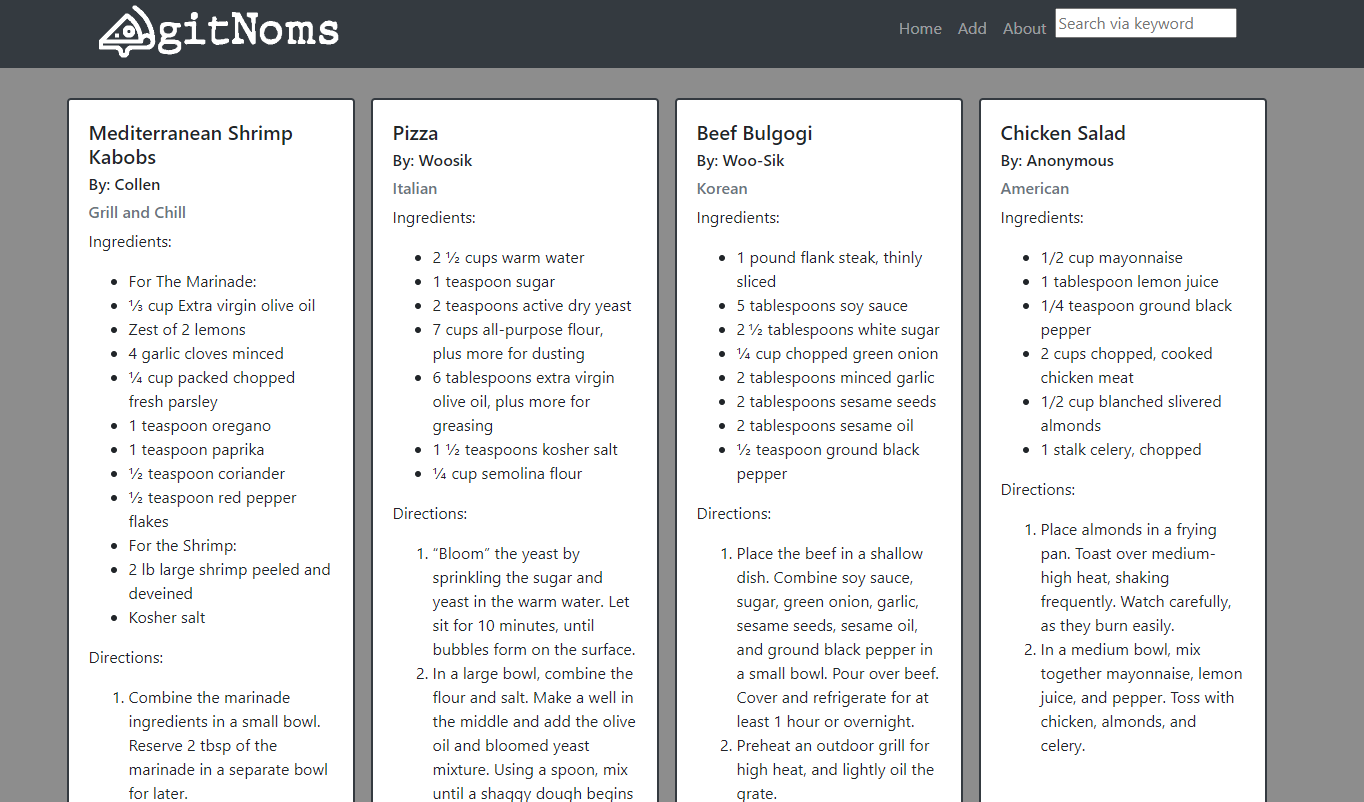 gitNoms
Home Add About Search via keyword
Mediterranean Shrimp
Kabobs
By: Collen
Grill and Chill
Ingredients:
For The Marinade:
⅓ cup Extra virgin olive oil
Zest of 2 lemons
4 garlic cloves minced
¼ cup packed chopped
fresh parsley
1 teaspoon oregano
1 teaspoon paprika
½ teaspoon coriander
½ teaspoon red pepper
flakes
For the Shrimp:
2 lb large shrimp peeled and
deveined
Kosher salt
Directions:
1. Combine the marinade
ingredients in a small bowl.
Reserve 2 tbsp of the
marinade in a separate bowl
for later.
Pizza
By: Woosik
Italian
Ingredients:
2 ½ cups warm water
1 teaspoon sugar
2 teaspoons active dry yeast
7 cups all-purpose flour,
plus more for dusting
6 tablespoons extra virgin
olive oil, plus more for
greasing
1 ½ teaspoons kosher salt
¼ cup semolina flour
Directions:
1. “Bloom” the yeast by
sprinkling the sugar and
yeast in the warm water. Let
sit for 10 minutes, until
bubbles form on the surface.
2. In a large bowl, combine the
flour and salt. Make a well in
the middle and add the olive
oil and bloomed yeast
mixture. Using a spoon, mix
until a shaggy dough begins
Beef Bulgogi
By: Woo-Sik
Korean
Ingredients:
1 pound flank steak, thinly
sliced
5 tablespoons soy sauce
2 ½ tablespoons white sugar
¼ cup chopped green onion
2 tablespoons minced garlic
2 tablespoons sesame seeds
2 tablespoons sesame oil
½ teaspoon ground black
pepper
Directions:
1. Place the beef in a shallow
dish. Combine soy sauce,
sugar, green onion, garlic,
sesame seeds, sesame oil,
and ground black pepper in
a small bowl. Pour over beef.
Cover and refrigerate for at
least 1 hour or overnight.
2. Preheat an outdoor grill for
high heat, and lightly oil the
grate.
Chicken Salad
By: Anonymous
American
Ingredients:
1/2 cup mayonnaise
1 tablespoon lemon juice
1/4 teaspoon ground black
pepper
2 cups chopped, cooked
chicken meat
1/2 cup blanched slivered
almonds
1 stalk celery, chopped
Directions:
1. Place almonds in a frying
pan. Toast over medium-
high heat, shaking
frequently. Watch carefully,
as they burn easily.
2. In a medium bowl, mix
together mayonnaise, lemon
juice, and pepper. Toss with
chicken, almonds, and
celery.